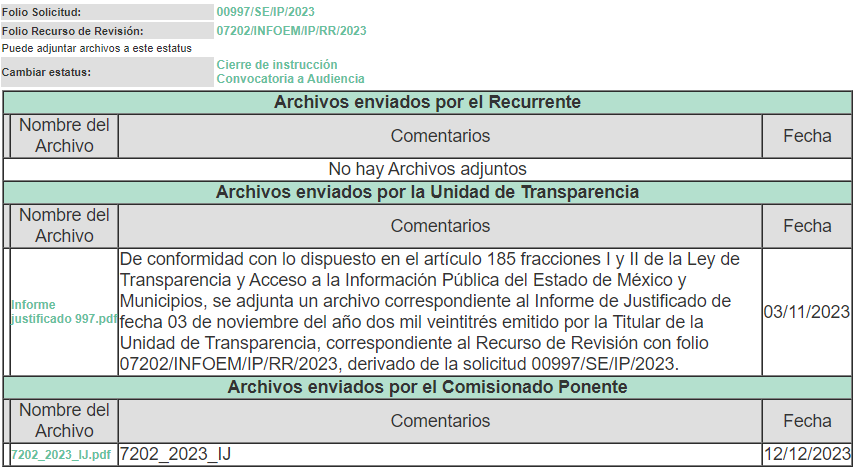 Folio Solicitud: 00997/SE/IP/2023
Folio Recurso de Revisión: 07202/INFOEM/IP/RR/2023
Puede adjuntar archivos a este estatus
Cambiar estatus: Cierre de instrucción
Convocatoria a Audiencia
Archivos enviados por el Recurrente
Nombre del Archivo Comentarios Fecha
No hay Archivos adjuntos
Archivos enviados por la Unidad de Transparencia
Nombre del Archivo Comentarios Fecha
Informe justificado 997.pdf
De conformidad con lo dispuesto en el artículo 185 fracciones I y II de la Ley de
Transparencia y Acceso a la Información Pública del Estado de México y
Municipios, se adjunta un archivo correspondiente al Informe de Justificado de
fecha 03 de noviembre del año dos mil veintitrés emitido por la Titular de la
Unidad de Transparencia, correspondiente al Recurso de Revisión con folio
07202/INFOEM/IP/RR/2023, derivado de la solicitud 00997/SE/IP/2023.
03/11/2023
Archivos enviados por el Comisionado Ponente
Nombre del Archivo Comentarios Fecha
7202_2023_IJ.pdf 7202_2023_IJ 12/12/2023